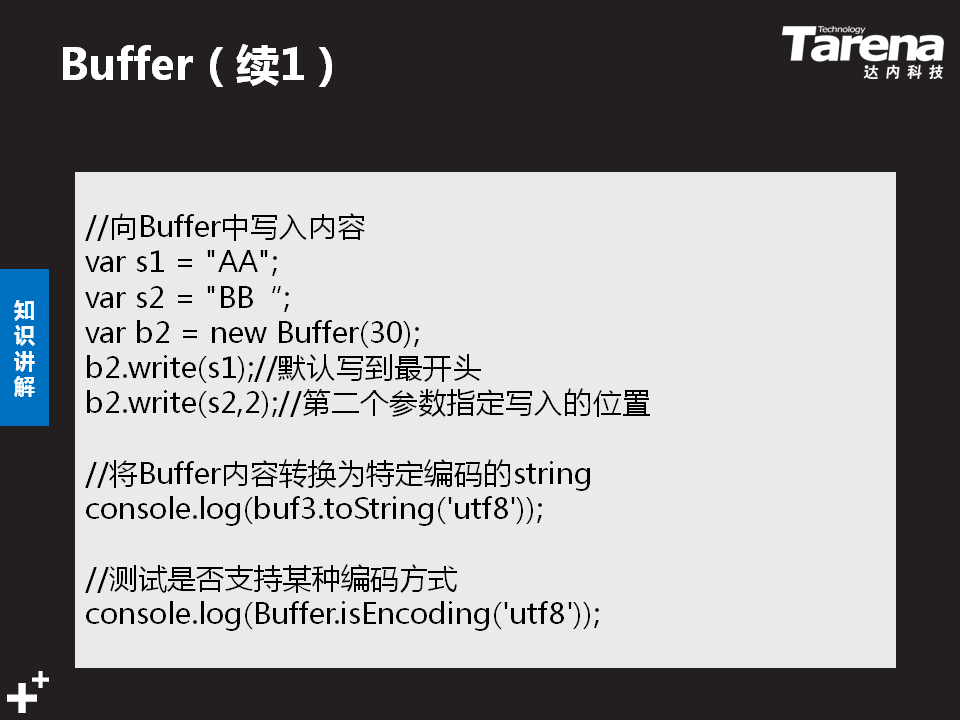 Buffer（续1）
Technology
Tarena
达内科技
知识讲解
//向Buffer中写入内容
var s1 = "AA";
var s2 = "BB“;
var b2 = new Buffer(30);
b2.write(s1);//默认写到最开头
b2.write(s2,2);//第二个参数指定写入的位置
//将Buffer内容转换为特定编码的string
console.log(buf3.toString('utf8'));
//测试是否支持某种编码方式
console.log(Buffer.isEncoding('utf8'));